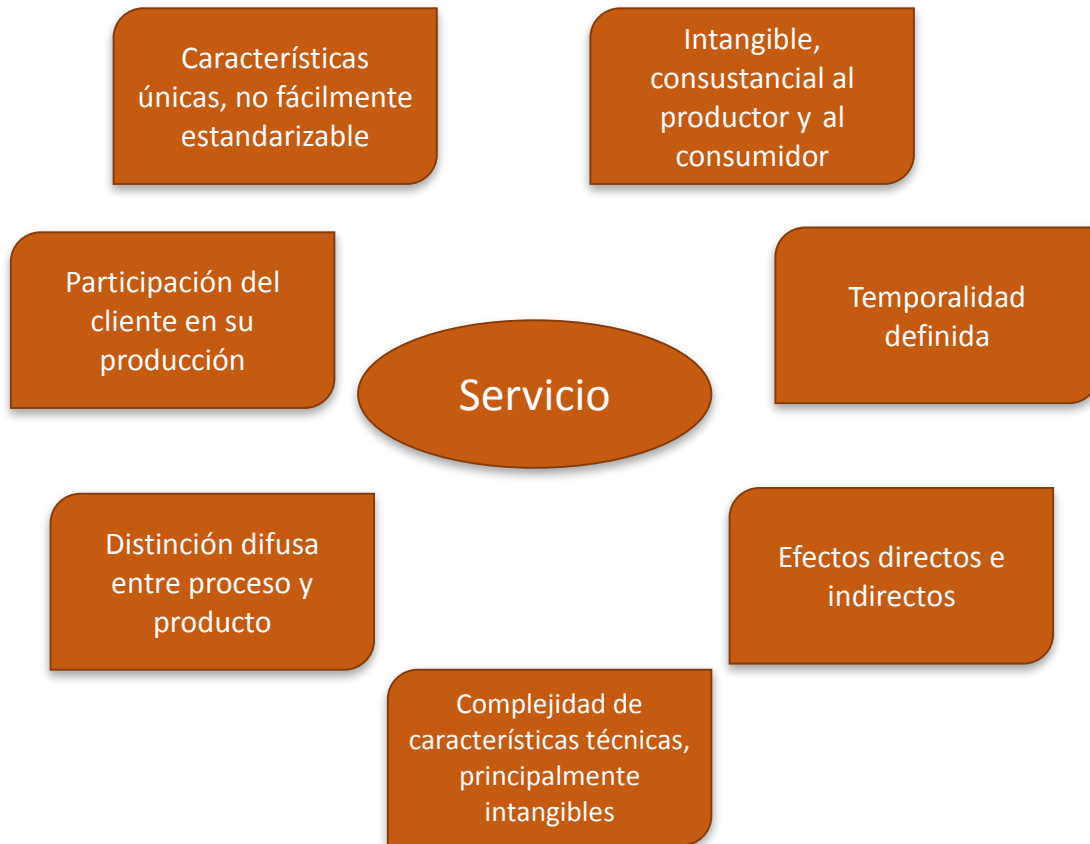 Características
únicas, no fácilmente
estandarizable
Intangible,
consustancial al
productor y al
consumidor
Participación del
cliente en su
producción
Temporalidad
definida
Servicio
Distinción difusa
entre proceso y
producto
Efectos directos e
indirectos
Complejidad de
características técnicas,
principalmente
intangibles